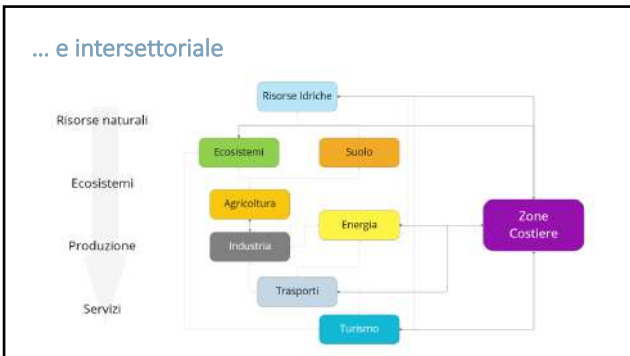 ... e intersettoriale
Risorse Idriche
Risorse naturali
Ecosistemi
Suolo
Ecosistemi
Agricoltura
Energia
Zone
Costiere
Produzione
Industria
Trasporti
Servizi
Turismo